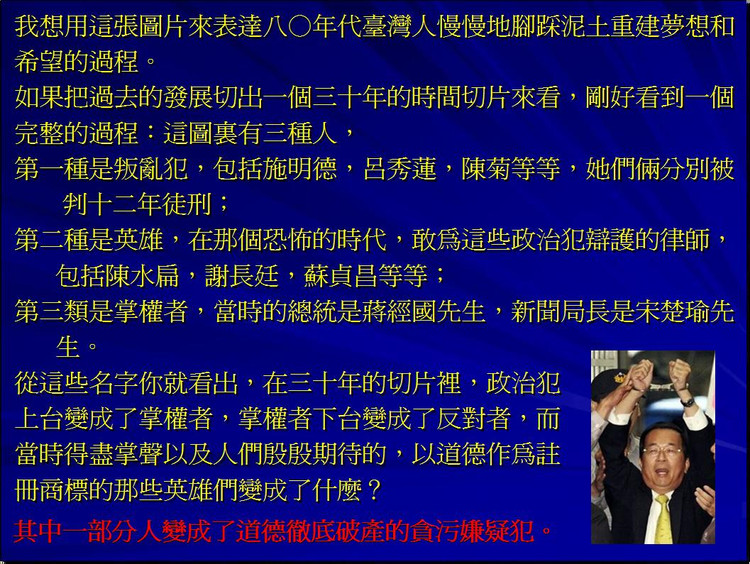 我想用這張圖片來表達八○年代臺灣人慢慢地腳踩泥土重建夢想和
希望的過程。
如果把過去的發展切出一個三十年的時間切片來看，剛好看到一個
完整的過程：這圖裏有三種人，
第一種是叛亂犯，包括施明德，呂秀蓮，陳菊等等，她們倆分別被
判十二年徒刑；
第二種是英雄，在那個恐怖的時代，敢為這些政治犯辯護的律師，
包括陳水扁，謝長廷，蘇貞昌等等；
第三類是掌權者，當時的總統是蔣經國先生，新聞局長是宋楚瑜先
生。
從這些名字你就看出，在三十年的切片裡，政治犯
上台變成了掌權者，掌權者下台變成了反對者，而
當時得盡掌聲以及人們殷殷期待的，以道德作為註
冊商標的那些英雄們變成了什麼？
其中一部分人變成了道德徹底破產的貪污嫌疑犯。